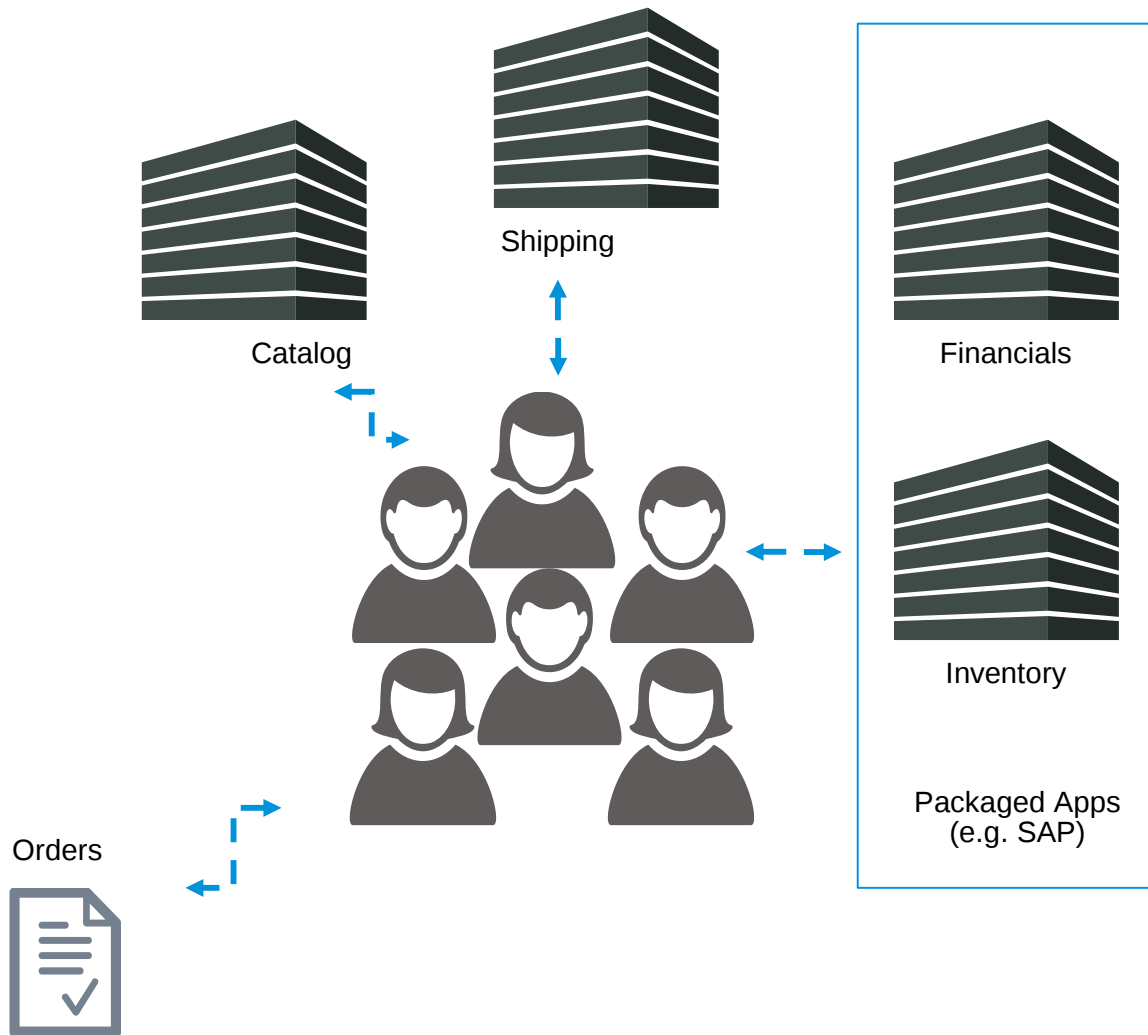 Shipping
Catalog
Financials
Inventory
Packaged Apps
(e.g. SAP)
Orders